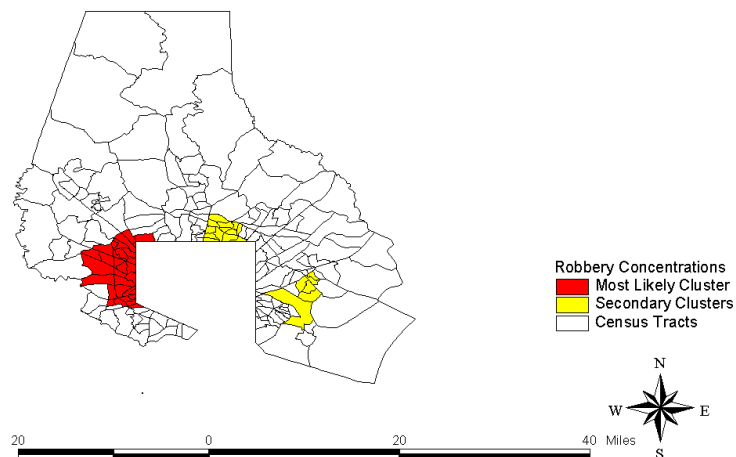 Robbery Concentrations
Most Likely Cluster
Secondary Clusters
Census Tracts
N
W E
S
20 0 20 40 Miles